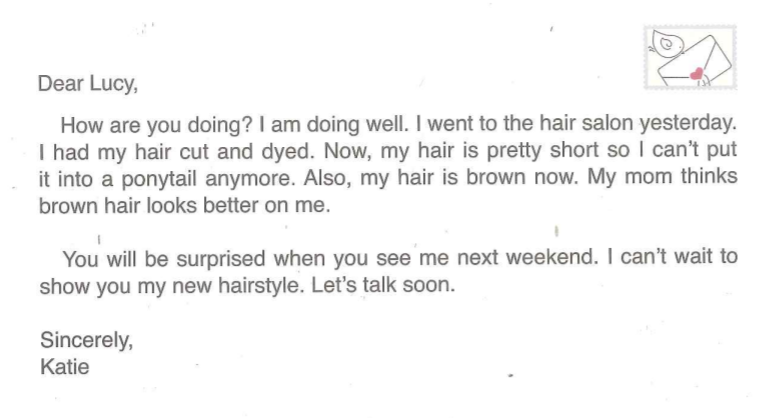 Dear Lucy,
How are you doing? I am doing well. I went to the hair salon yesterday.
I had my hair cut and dyed. Now, my hair is pretty short so I can't put
it into a ponytail anymore. Also, my hair is brown now. My mom thinks
brown hair looks better on me.
You will be surprised when you see me next weekend. I can't wait to
show you my new hairstyle. Let's talk soon.
Sincerely,
Katie